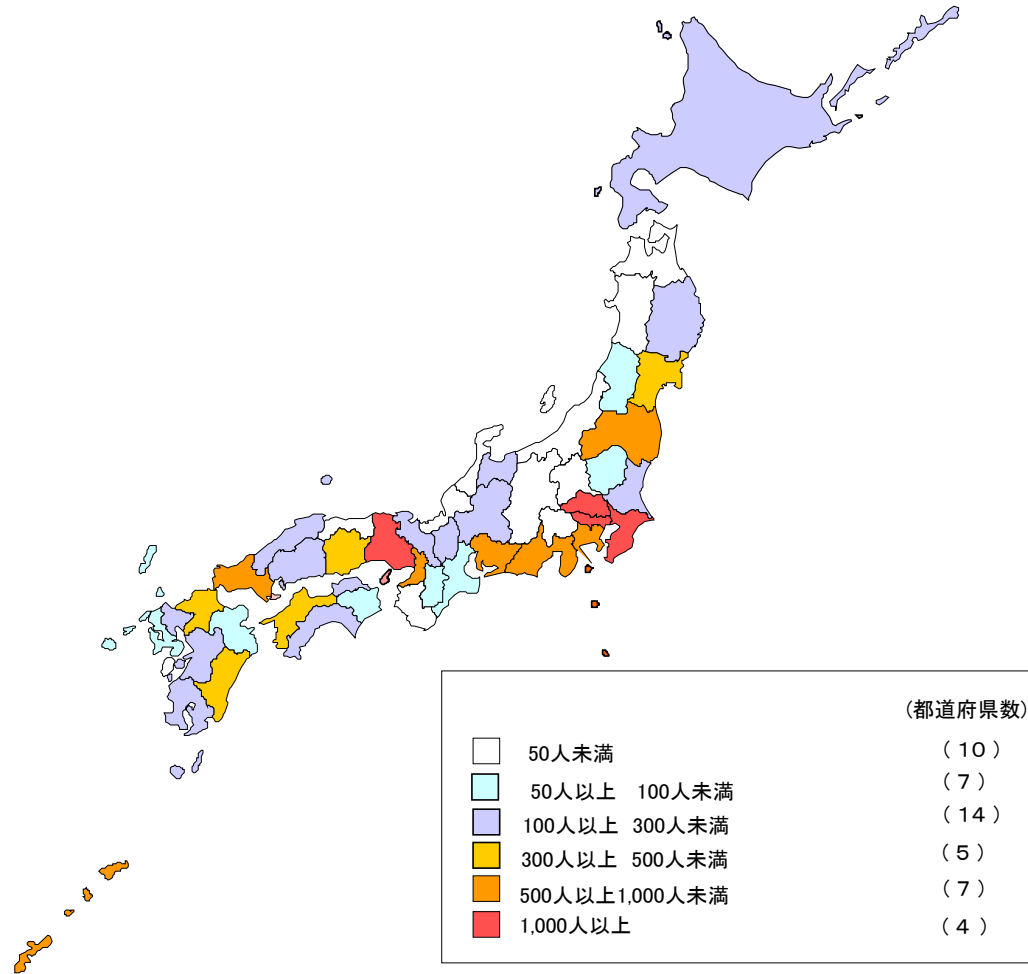 (都道府県数)
50人未満 （ 10 ）
50人以上　100人未満 （ 7 ）
100人以上 300人未満 （ 14 ）
300人以上 500人未満 （ 5 ）
500人以上1,000人未満 （ 7 ）
1,000人以上 （ 4 ）